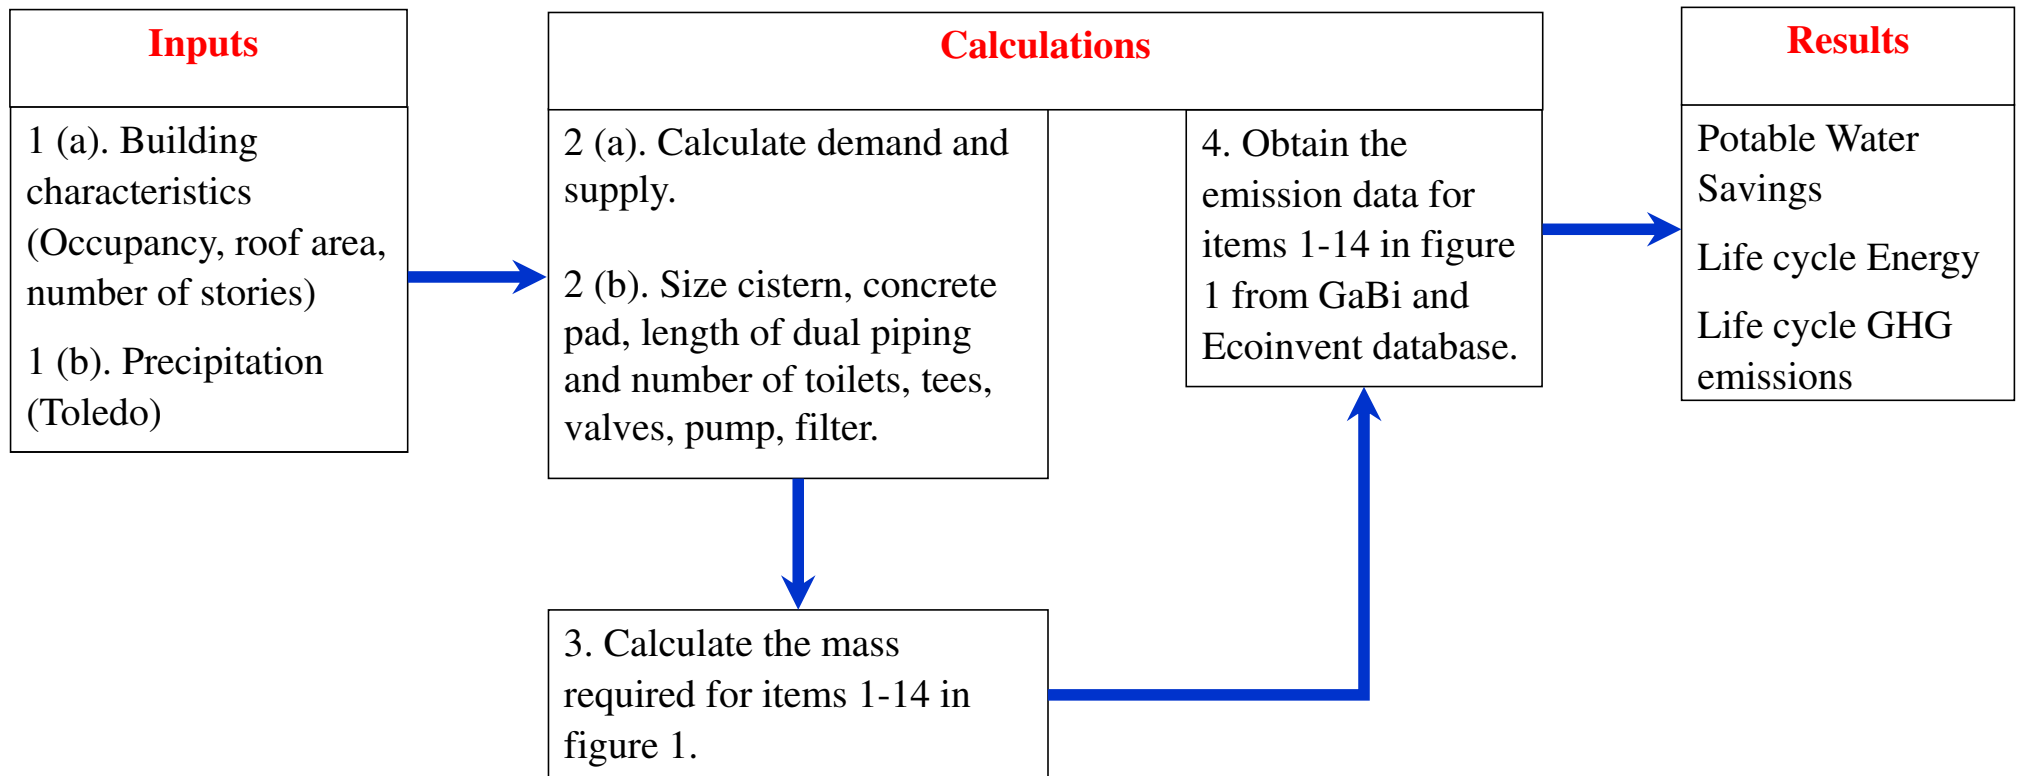 Inputs
1 (a). Building
characteristics
(Occupancy, roof area,
number of stories)
1 (b). Precipitation
(Toledo)
Calculations
2 (a). Calculate demand and
supply.
2 (b). Size cistern, concrete
pad, length of dual piping
and number of toilets, tees,
valves, pump, filter.
3. Calculate the mass
required for items 1-14 in
figure 1.
4. Obtain the
emission data for
items 1-14 in figure
1 from GaBi and
Ecoinvent database.
Results
Potable Water
Savings
Life cycle Energy
Life cycle GHG
emissions